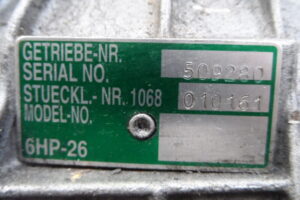 GETRIEBE-NR.
SERIAL NO. 509280
STUECKL.- NR. 1068 010161
MODEL-NO.
6HP-26